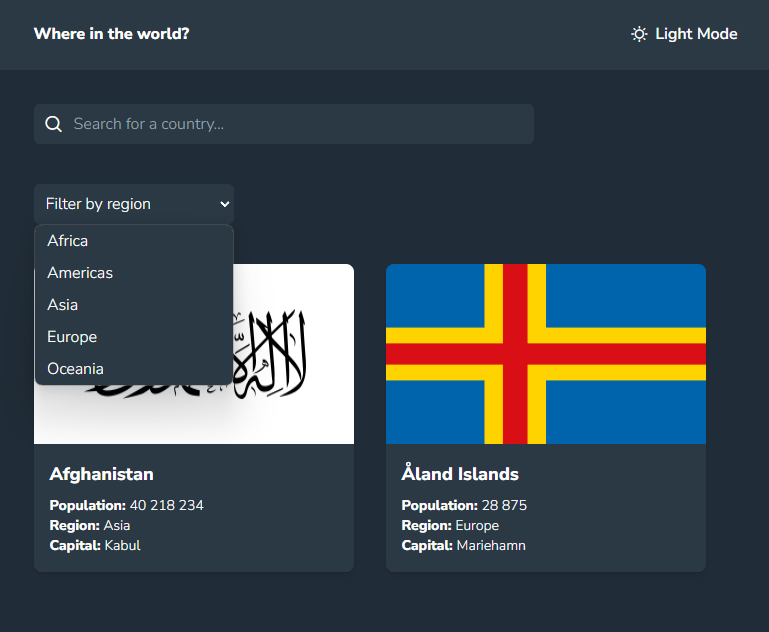 Where in the world?
Light Mode
Search for a country...
Filter by region
Africa
Americas
Asia
Europe
Oceania
Afghanistan
Population: 40 218 234
Region: Asia
Capital: Kabul
Åland Islands
Population: 28 875
Region: Europe
Capital: Mariehamn